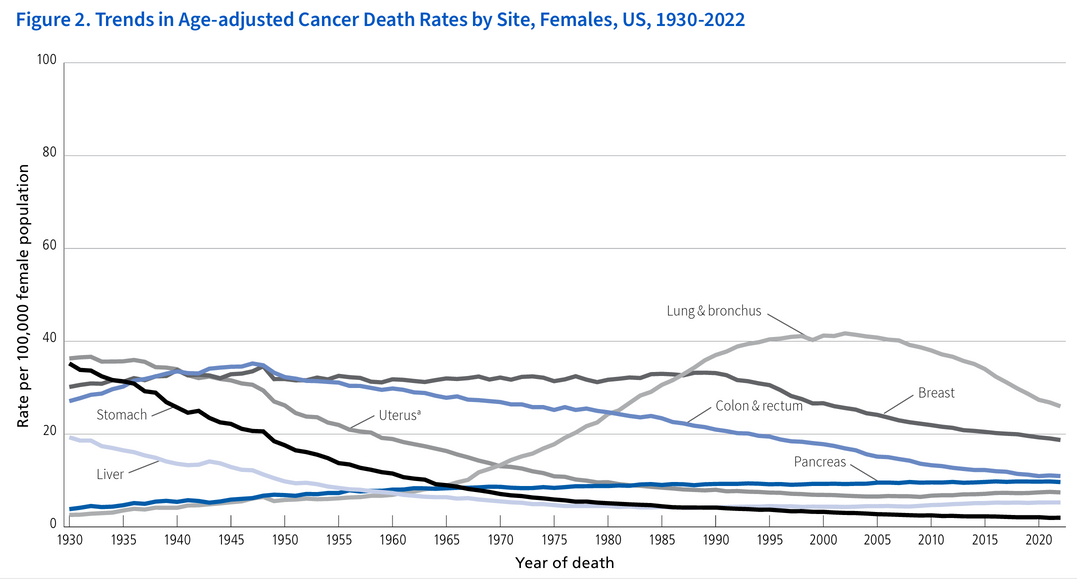 Figure 2. Trends in Age-adjusted Cancer Death Rates by Site, Females, US, 1930-2022
Rate per 100,000 female population
100
80
60
40
20
0
Lung & bronchus
Breast
Colon & rectum
Pancreas
Stomach
Uterusᵃ
Liver
1930 1935 1940 1945 1950 1955 1960 1965 1970 1975 1980 1985 1990 1995 2000 2005 2010 2015 2020
Year of death